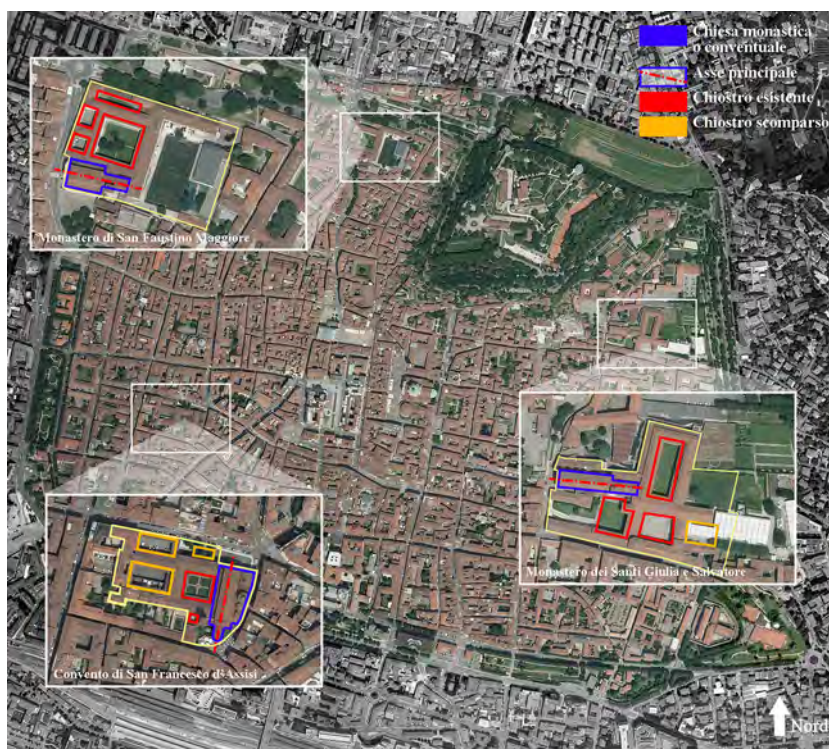 Chiesa monastica
o conventuale
Asse principale
Chiostro esistente
Chiostro scomparso
Monastero di San Faustino Maggiore
Monastero dei Santi Giulia e Salvatore
Convento di San Francesco d'Assisi
Nord